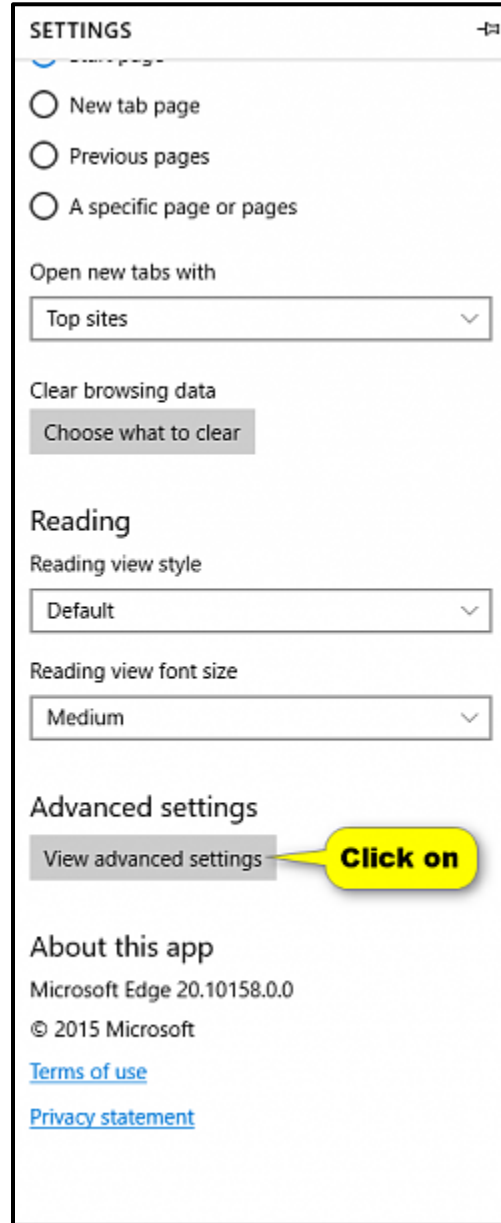 SETTINGS
Start page
New tab page
Previous pages
A specific page or pages
Open new tabs with
Top sites
Clear browsing data
Choose what to clear
Reading
Reading view style
Default
Reading view font size
Medium
Advanced settings
View advanced settings Click on
About this app
Microsoft Edge 20.10158.0.0
© 2015 Microsoft
Terms of use
Privacy statement